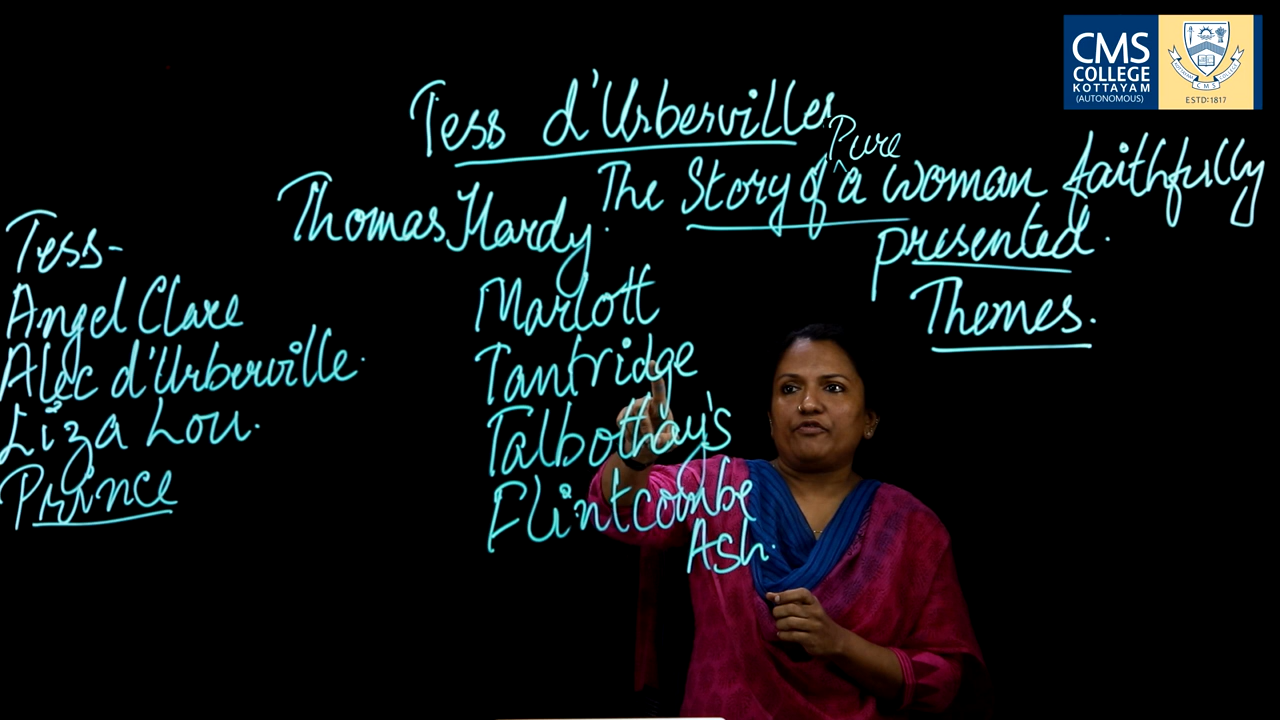 CMS
COLLEGE
KOTTAYAM
(AUTONOMOUS)
ESTD:1817
Tess d'Urbervilles
Thomas Hardy.
The Story of a Pure woman faithfully
presented.
Themes.
Tess-
Angel Clare
Alec d'Urberville.
Liza Lou.
Prince
Marlott
Tantridge
Talbothay's
Flintcombe
Ash.